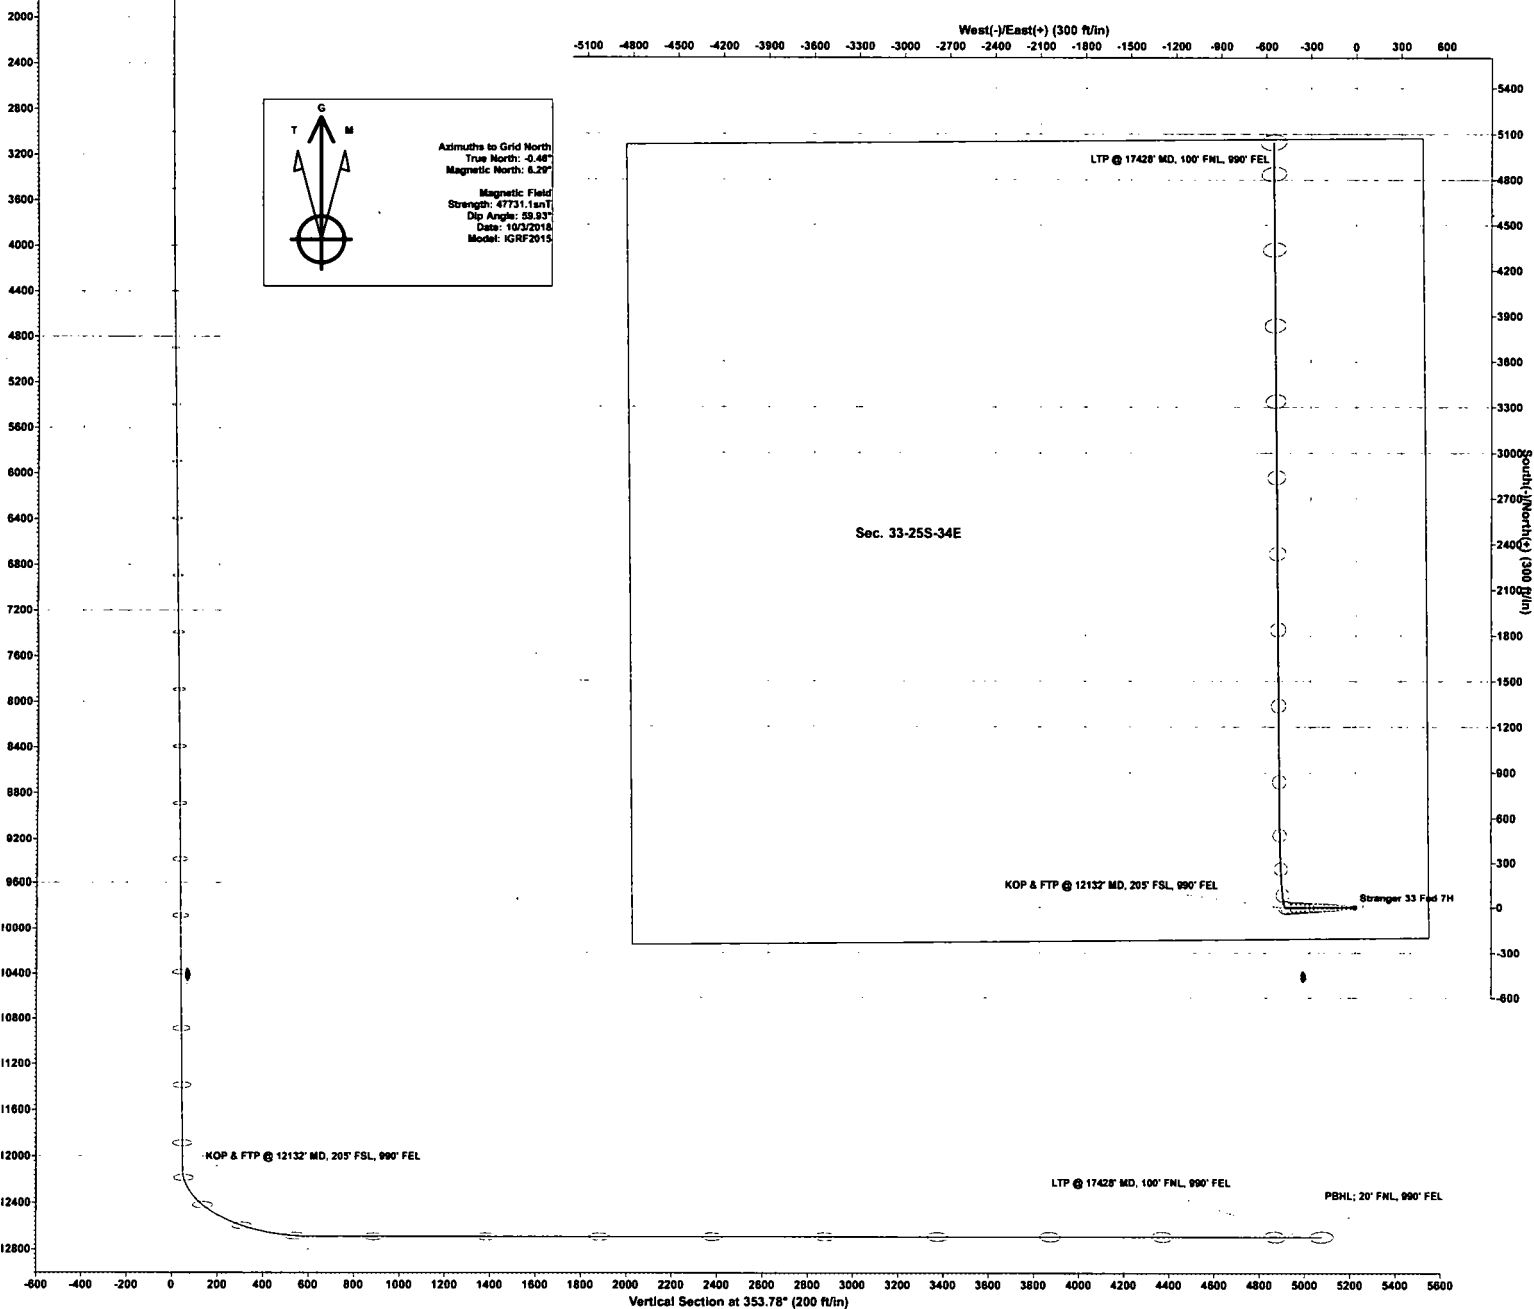 2000
2400
2800
3200
3600
4000
4400
4800
5200
5600
6000
6400
6800
7200
7600
8000
8400
8800
9200
9600
10000
10400
10800
11200
11600
12000
12400
12800
-600 -400 -200 0 200 400 600 800 1000 1200 1400 1600 1800 2000 2200 2400 2600 2800 3000 3200 3400 3600 3800 4000 4200 4400 4600 4800 5000 5200 5400 5600
Vertical Section at 353.78° (200 ft/in)
G
T M
Azimuths to Grid North
True North: -0.46°
Magnetic North: 6.29°
Magnetic Field
Strength: 47731.1snT
Dip Angle: 59.93°
Date: 10/3/2018
Model: IGRF2015
West(-)/East(+) (300 ft/in)
-5100 -4800 -4500 -4200 -3900 -3600 -3300 -3000 -2700 -2400 -2100 -1800 -1500 -1200 -900 -600 -300 0 300 600
5400
5100
4800
4500
4200
3900
3600
3300
3000
2700
2400
2100
1800
1500
1200
900
600
300
0
-300
-600
South(-)/North(+) (300 ft/in)
LTP @ 17428' MD, 100' FNL, 990' FEL
Sec. 33-25S-34E
KOP & FTP @ 12132' MD, 205' FSL, 990' FEL
Stranger 33 Fed 7H
KOP & FTP @ 12132' MD, 205' FSL, 990' FEL
LTP @ 17428' MD, 100' FNL, 990' FEL
PBHL; 20' FNL, 990' FEL